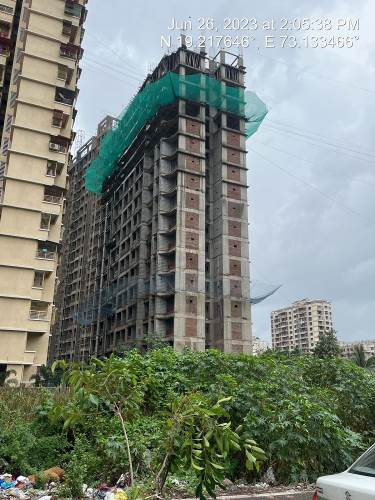 Jun 26, 2023 at 2:05:38 PM
N 19.217646°, E 73.133466°